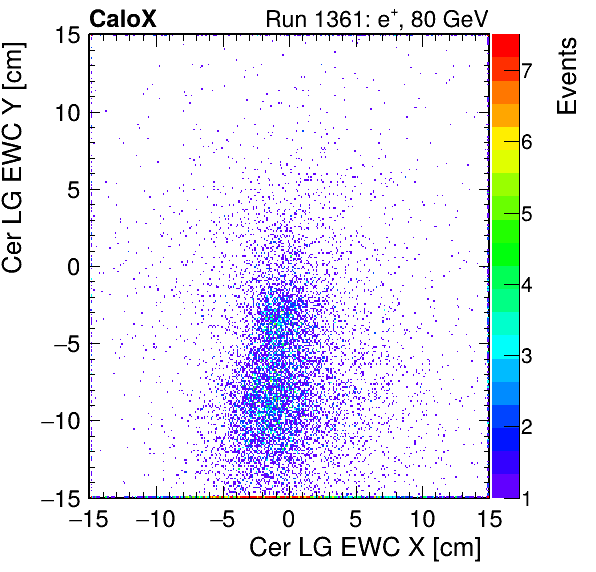 CaloX Run 1361: e+, 80 GeV
Cer LG EWC Y [cm]
15
10
5
0
−5
−10
−15
−15 −10 −5 0 5 10 15
Cer LG EWC X [cm]
Events
7
6
5
4
3
2
1